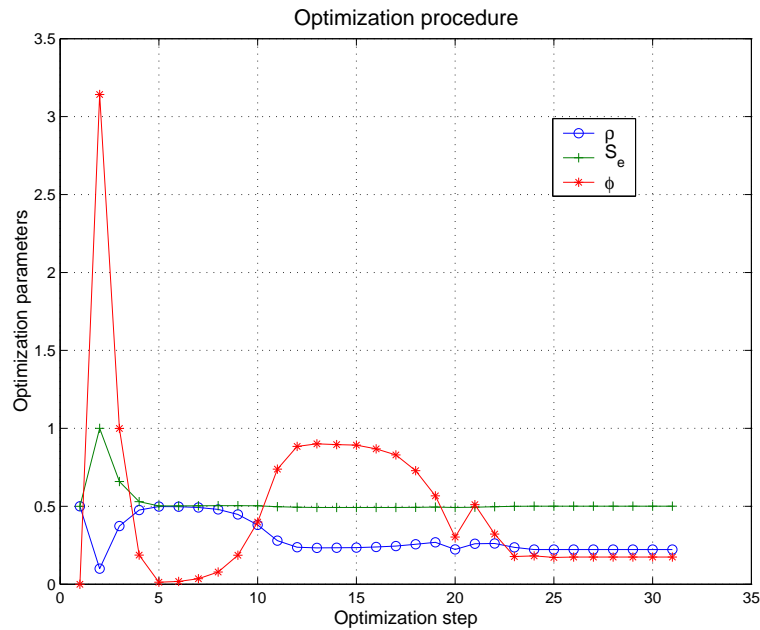 Optimization procedure
3.5
3
2.5
2
1.5
1
0.5
0
ρ
S_e
ϕ
Optimization parameters
0 5 10 15 20 25 30 35
Optimization step